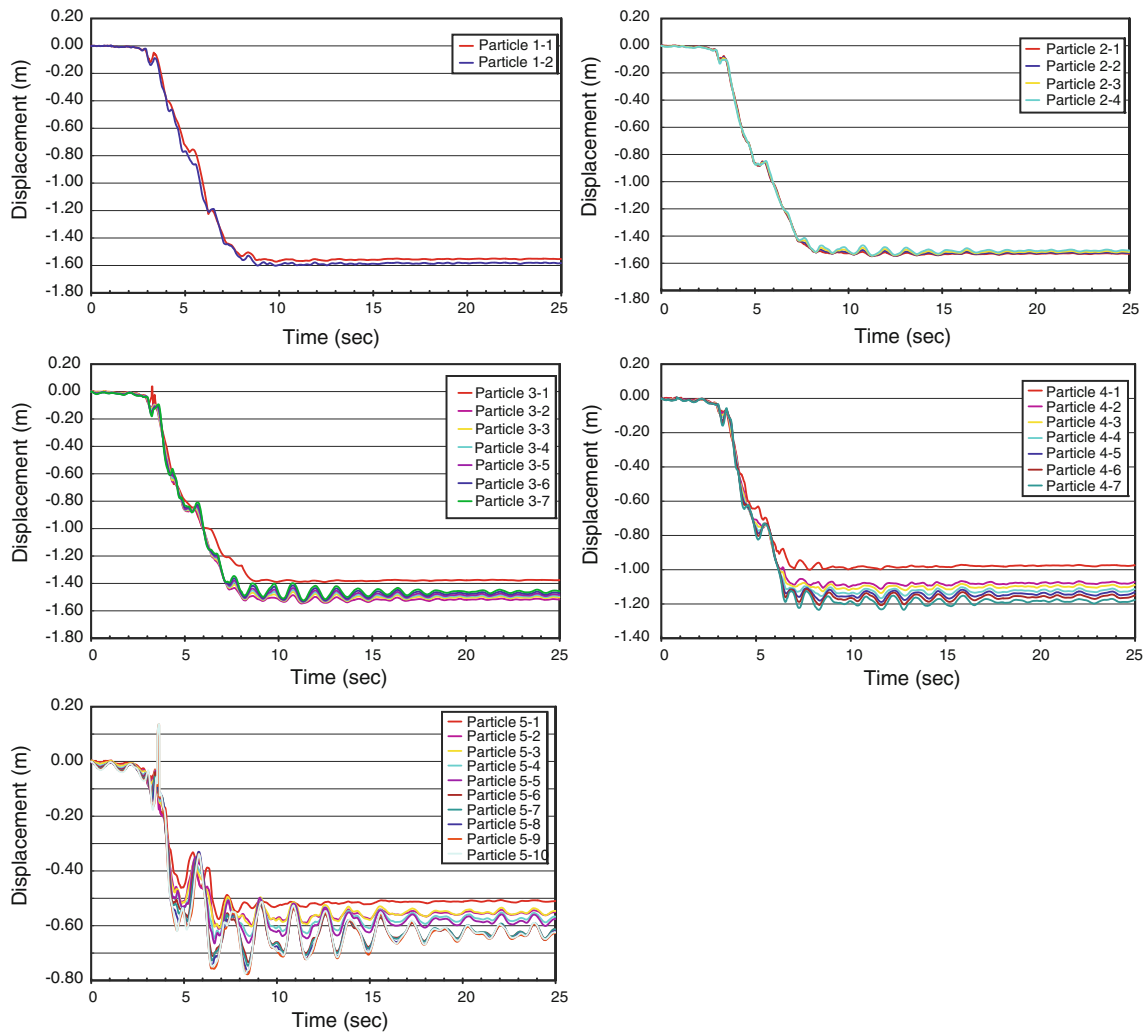 0.20
0.00
-0.20
-0.40
-0.60
-0.80
-1.00
-1.20
-1.40
-1.60
-1.80
Displacement (m)
Particle 1-1
Particle 1-2
0 5 10 15 20 25
Time (sec)
0.20
0.00
-0.20
-0.40
-0.60
-0.80
-1.00
-1.20
-1.40
-1.60
-1.80
Displacement (m)
Particle 2-1
Particle 2-2
Particle 2-3
Particle 2-4
0 5 10 15 20 25
Time (sec)
0.20
0.00
-0.20
-0.40
-0.60
-0.80
-1.00
-1.20
-1.40
-1.60
-1.80
Displacement (m)
Particle 3-1
Particle 3-2
Particle 3-3
Particle 3-4
Particle 3-5
Particle 3-6
Particle 3-7
0 5 10 15 20 25
Time (sec)
0.20
0.00
-0.20
-0.40
-0.60
-0.80
-1.00
-1.20
-1.40
Displacement (m)
Particle 4-1
Particle 4-2
Particle 4-3
Particle 4-4
Particle 4-5
Particle 4-6
Particle 4-7
0 5 10 15 20 25
Time (sec)
0.20
0.00
-0.20
-0.40
-0.60
-0.80
Displacement (m)
Particle 5-1
Particle 5-2
Particle 5-3
Particle 5-4
Particle 5-5
Particle 5-6
Particle 5-7
Particle 5-8
Particle 5-9
Particle 5-10
0 5 10 15 20 25
Time (sec)